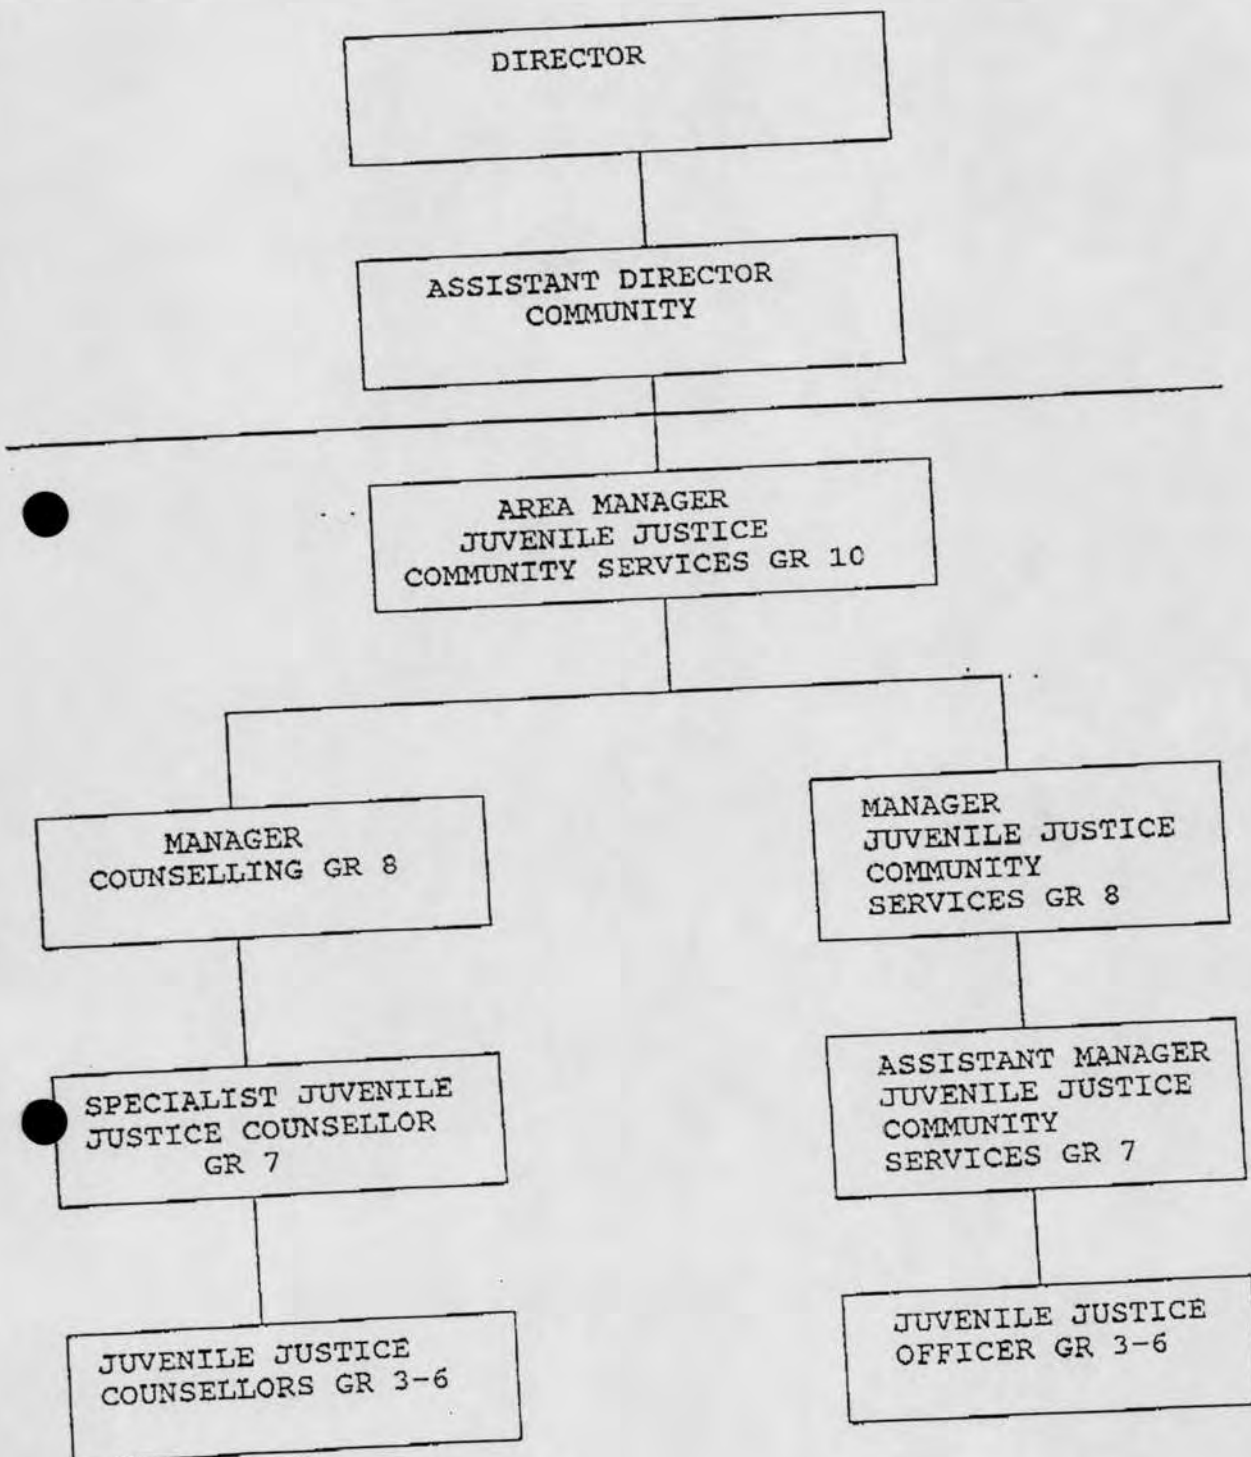 DIRECTOR
ASSISTANT DIRECTOR
COMMUNITY
AREA MANAGER
JUVENILE JUSTICE
COMMUNITY SERVICES GR 10
MANAGER
COUNSELLING GR 8
MANAGER
JUVENILE JUSTICE
COMMUNITY
SERVICES GR 8
SPECIALIST JUVENILE
JUSTICE COUNSELLOR
GR 7
ASSISTANT MANAGER
JUVENILE JUSTICE
COMMUNITY
SERVICES GR 7
JUVENILE JUSTICE
COUNSELLORS GR 3-6
JUVENILE JUSTICE
OFFICER GR 3-6